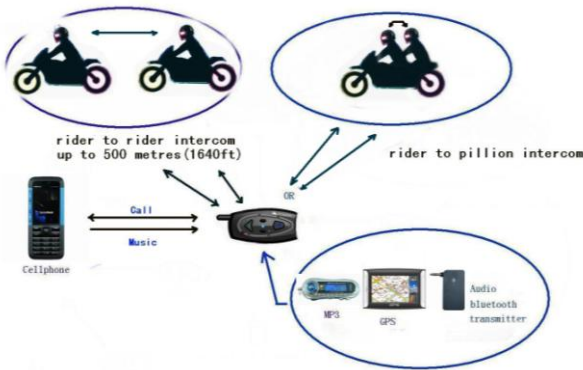 rider to rider intercom
up to 500 metres(1640ft)
rider to pillion intercom
OR
Call
Music
Cellphone
MP3
GPS
Audio
bluetooth
transmitter